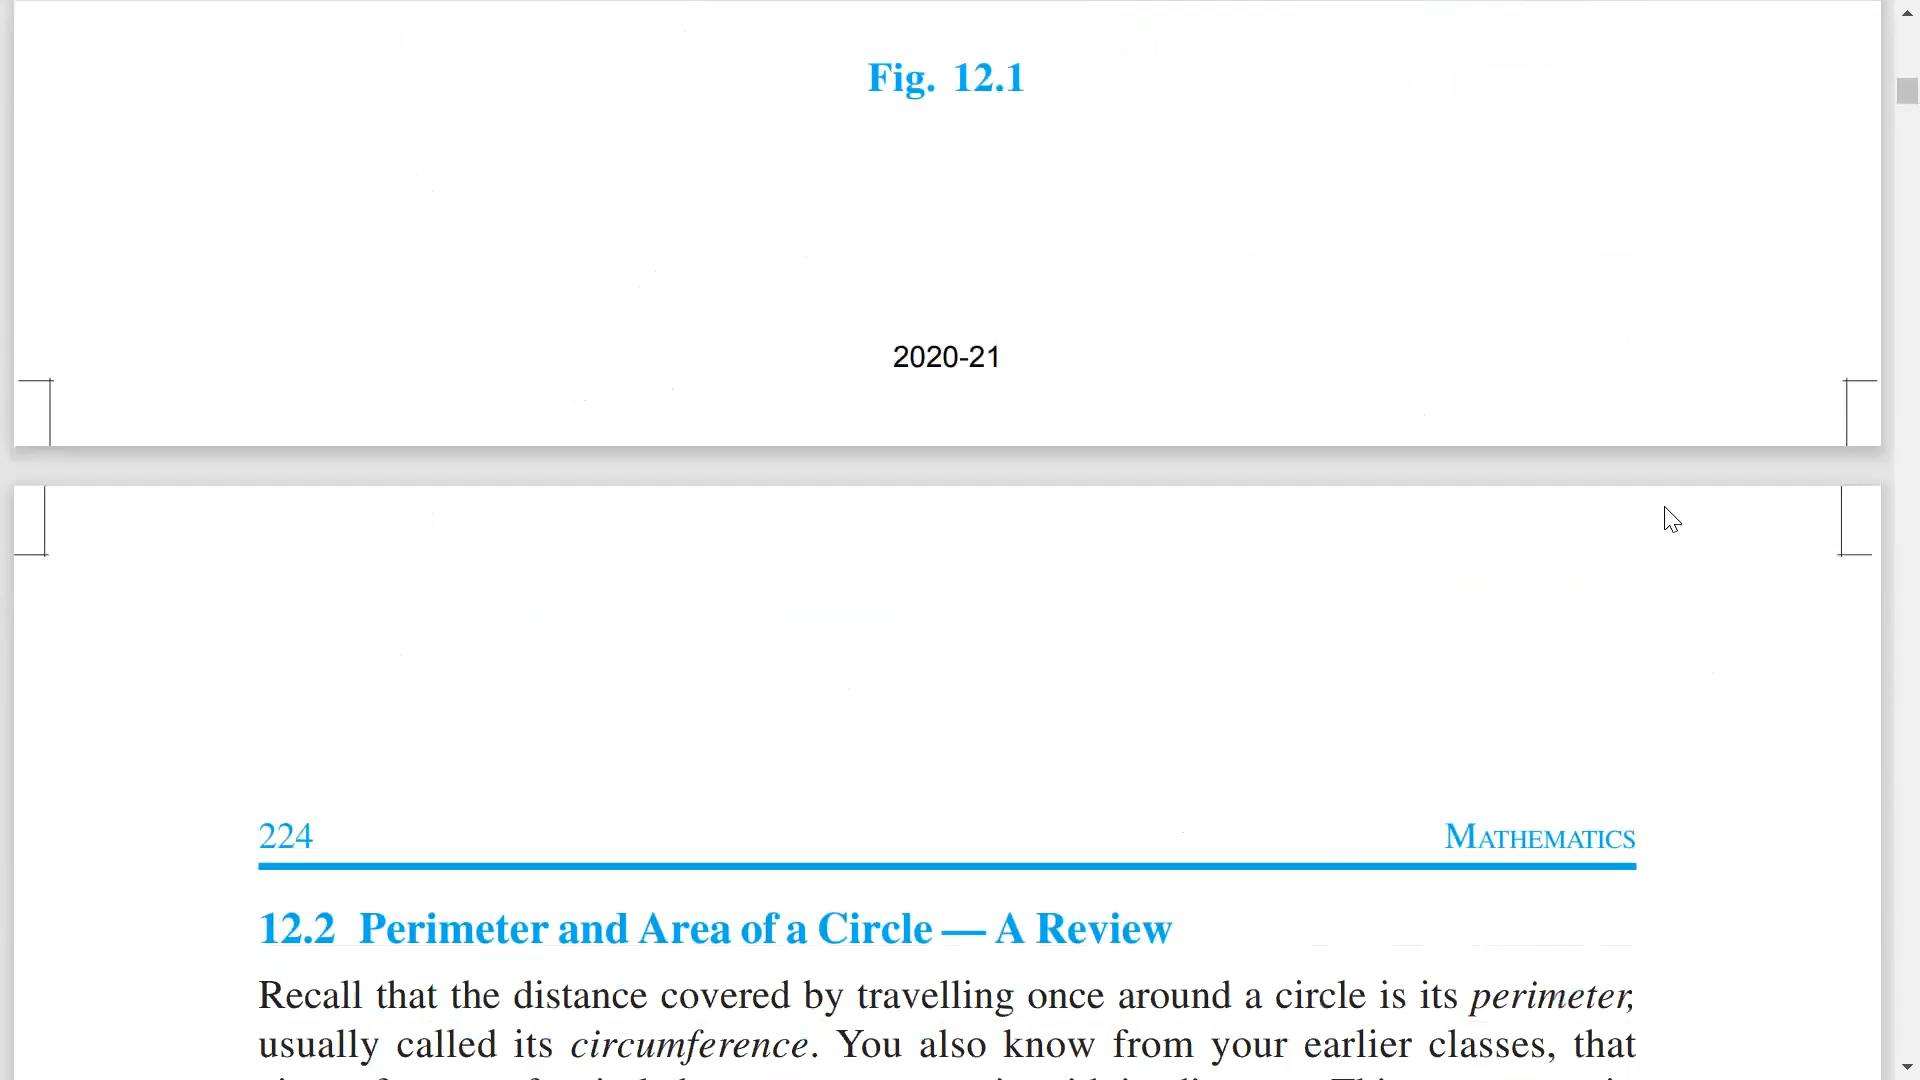 Fig. 12.1
2020-21
224 MATHEMATICS
12.2 Perimeter and Area of a Circle — A Review
Recall that the distance covered by travelling once around a circle is its perimeter,
usually called its circumference. You also know from your earlier classes, that